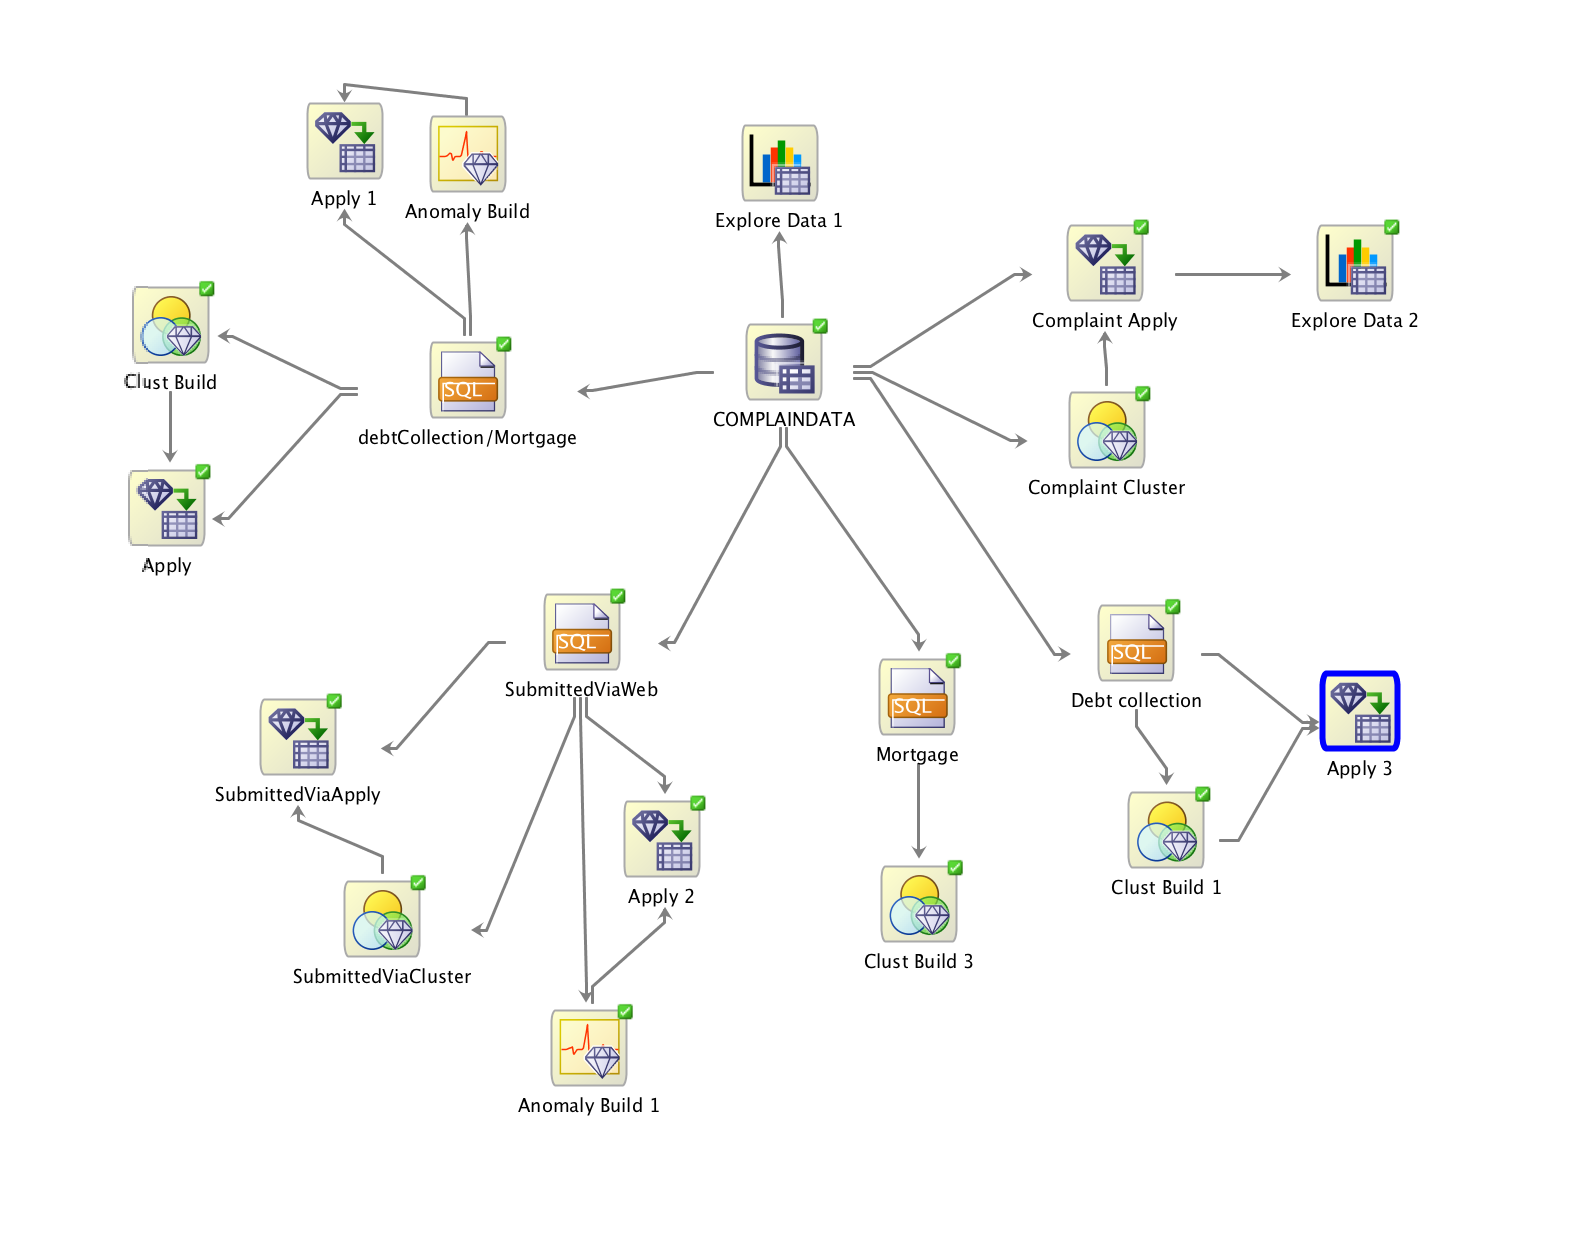 Apply 1
Anomaly Build
Explore Data 1
Complaint Apply
Explore Data 2
Clust Build
SQL
debtCollection/Mortgage
COMPLAINDATA
Complaint Cluster
Apply
SQL
SubmittedViaWeb
SQL
Mortgage
SQL
Debt collection
Apply 3
SubmittedViaApply
Apply 2
Clust Build 1
SubmittedViaCluster
Clust Build 3
Anomaly Build 1